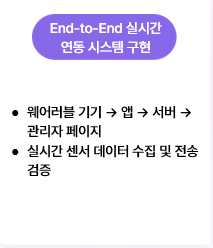 End-to-End 실시간
연동 시스템 구현
● 웨어러블 기기 → 앱 → 서버 →
관리자 페이지
● 실시간 센서 데이터 수집 및 전송
검증